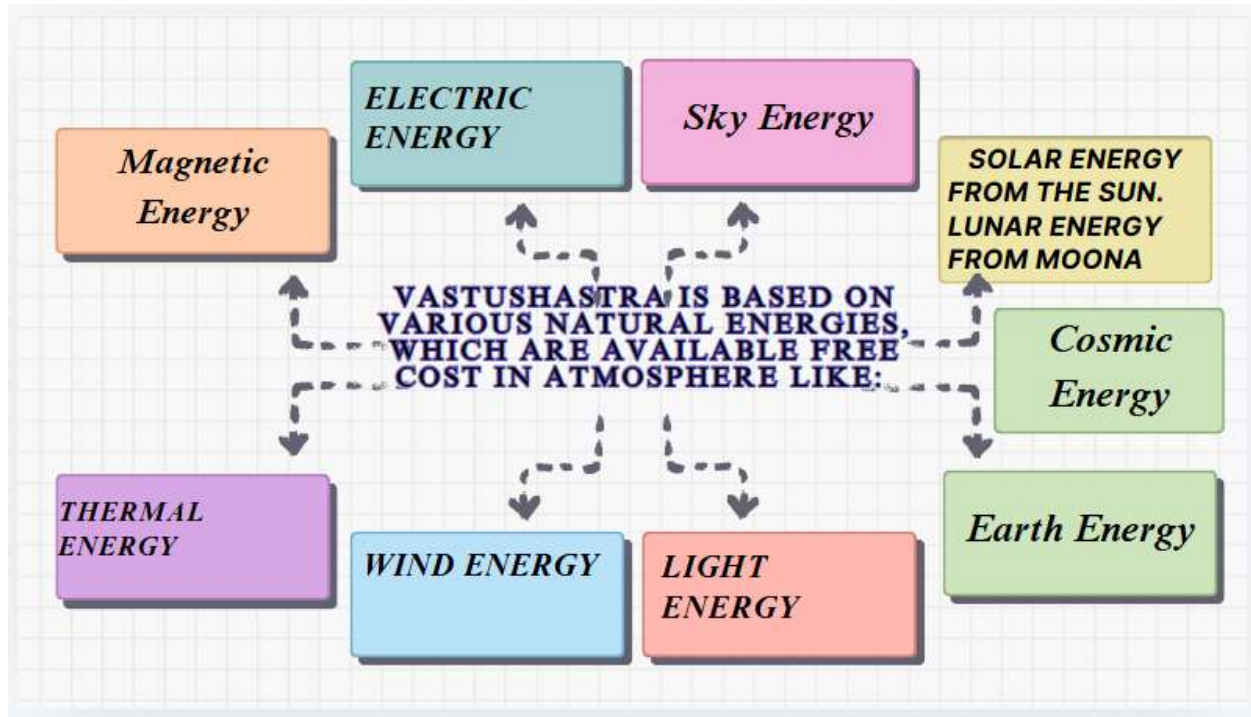 VASTUSHASTRA IS BASED ON
VARIOUS NATURAL ENERGIES,
WHICH ARE AVAILABLE FREE
COST IN ATMOSPHERE LIKE:
Magnetic
Energy
ELECTRIC
ENERGY
Sky Energy
SOLAR ENERGY
FROM THE SUN.
LUNAR ENERGY
FROM MOONA
Cosmic
Energy
Earth Energy
LIGHT
ENERGY
WIND ENERGY
THERMAL
ENERGY